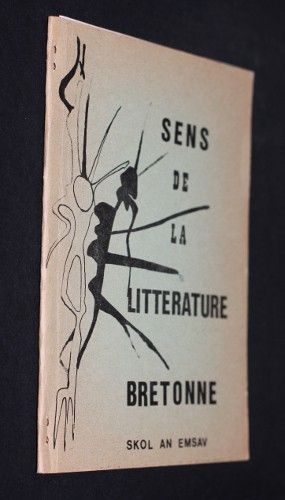 SENS
DE
LA
LITTERATURE
BRETONNE
SKOL AN EMSAV